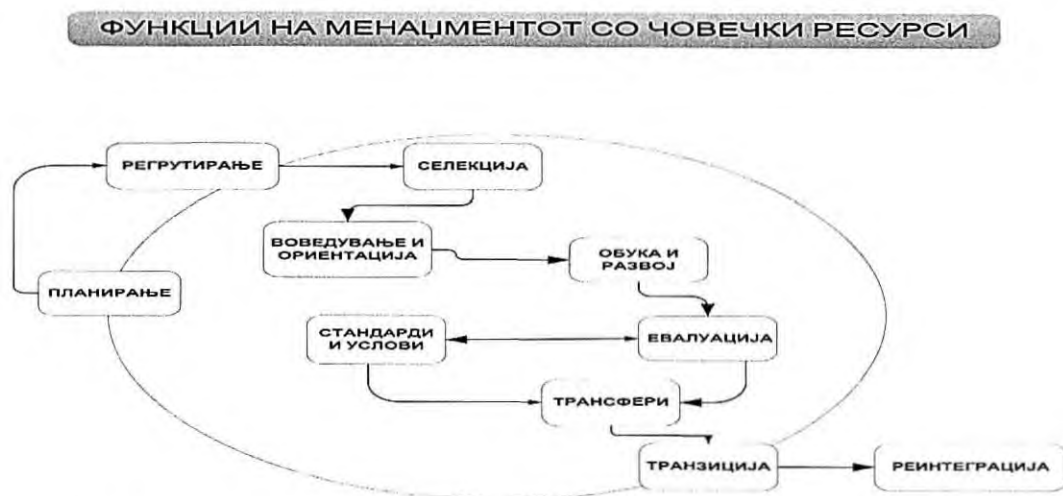 ФУНКЦИИ НА МЕНАЏМЕНТОТ СО ЧОВЕЧКИ РЕСУРСИ
РЕГРУТИРАЊЕ
СЕЛЕКЦИЈА
ВОВЕДУВАЊЕ И
ОРИЕНТАЦИЈА
ОБУКА И
РАЗВОЈ
ПЛАНИРАЊЕ
СТАНДАРДИ
И УСЛОВИ
ЕВАЛУАЦИЈА
ТРАНСФЕРИ
ТРАНЗИЦИЈА
РЕИНТЕГРАЦИЈА